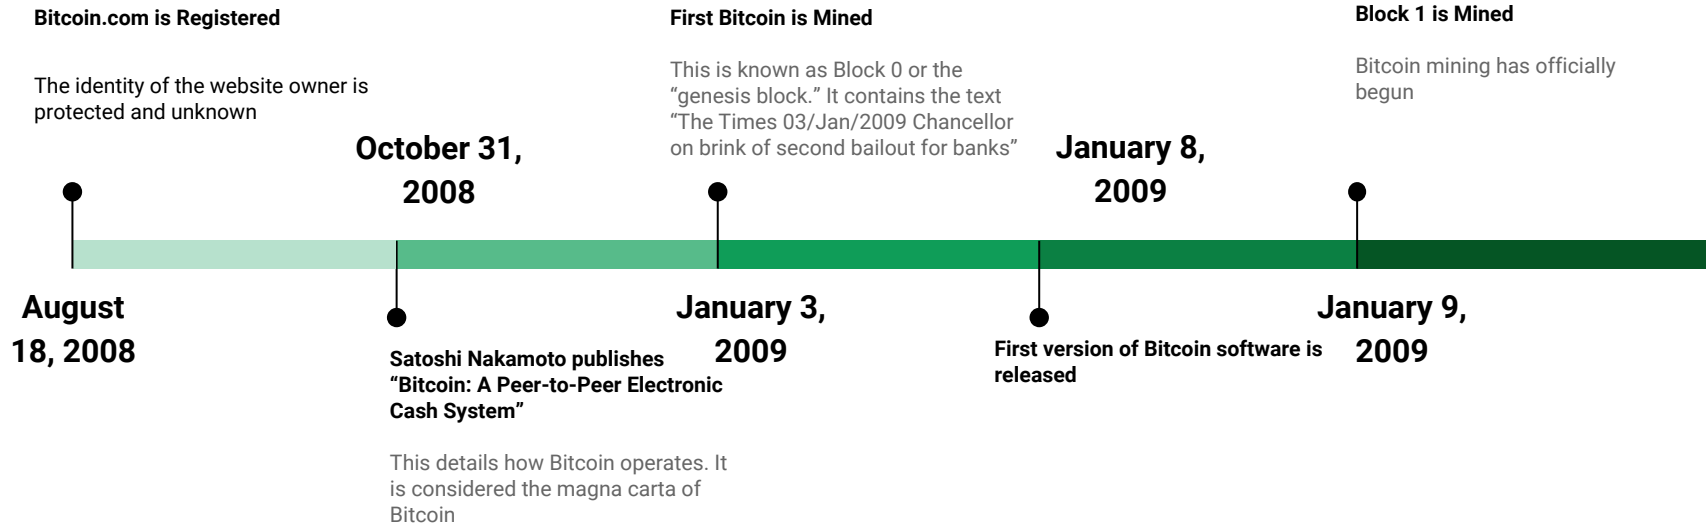 Bitcoin.com is Registered
The identity of the website owner is
protected and unknown
August
18, 2008
October 31,
2008
Satoshi Nakamoto publishes
“Bitcoin: A Peer-to-Peer Electronic
Cash System”
This details how Bitcoin operates. It
is considered the magna carta of
Bitcoin
First Bitcoin is Mined
This is known as Block 0 or the
“genesis block.” It contains the text
“The Times 03/Jan/2009 Chancellor
on brink of second bailout for banks”
January 3,
2009
January 8,
2009
First version of Bitcoin software is
released
Block 1 is Mined
Bitcoin mining has officially
begun
January 9,
2009